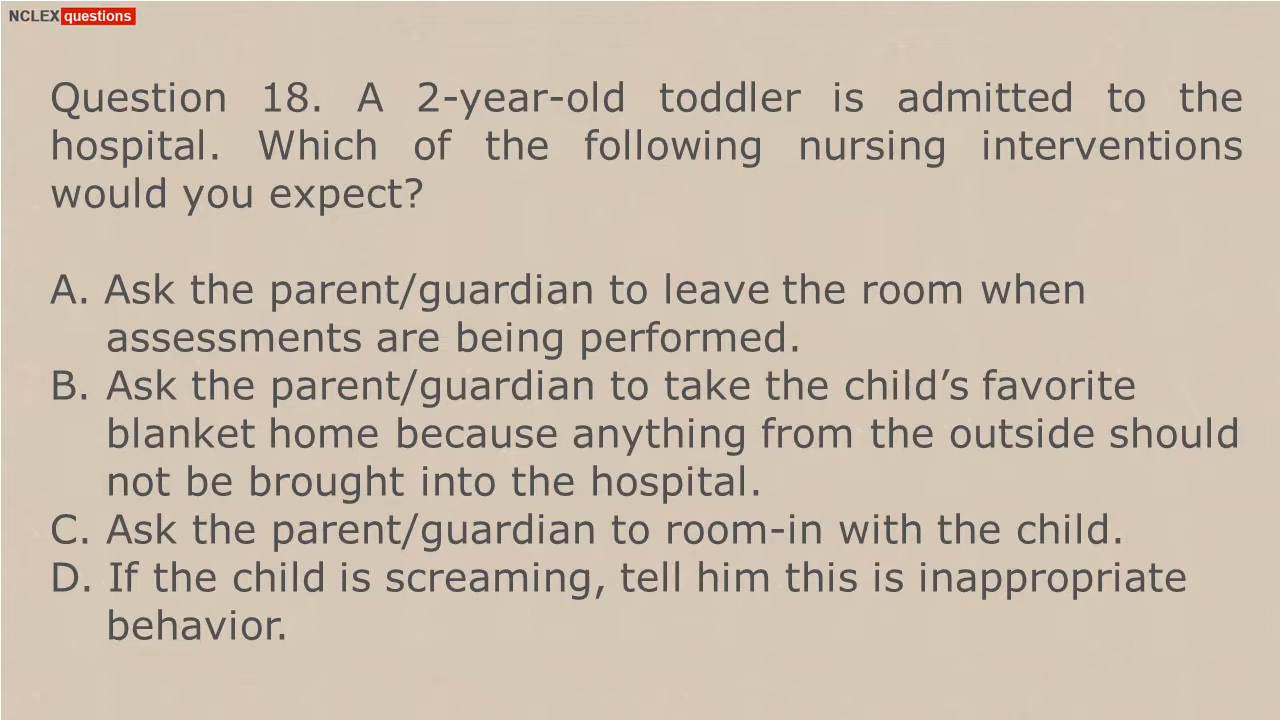 NCLEX questions
Question 18. A 2-year-old toddler is admitted to the
hospital. Which of the following nursing interventions
would you expect?
A. Ask the parent/guardian to leave the room when
assessments are being performed.
B. Ask the parent/guardian to take the child’s favorite
blanket home because anything from the outside should
not be brought into the hospital.
C. Ask the parent/guardian to room-in with the child.
D. If the child is screaming, tell him this is inappropriate
behavior.